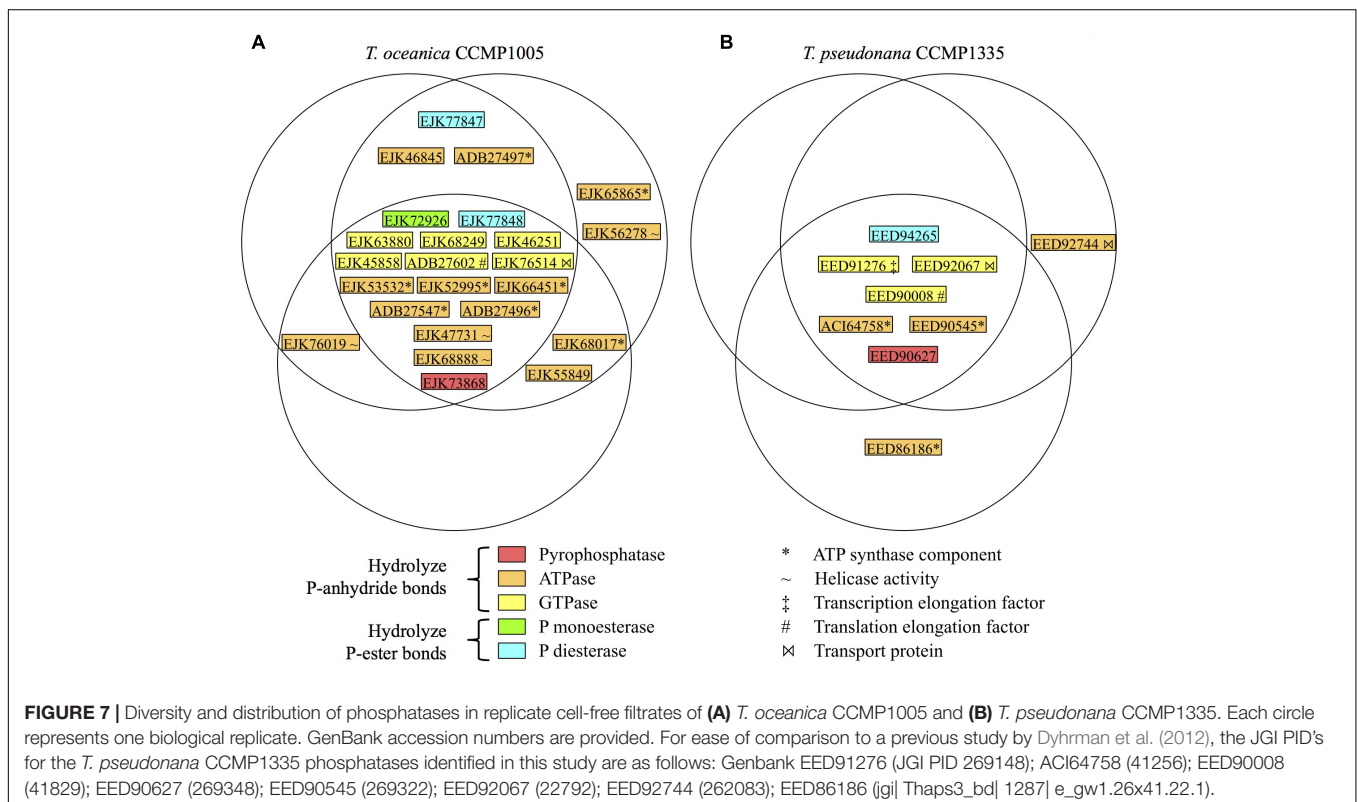 A
B
T. oceanica CCMP1005
T. pseudonana CCMP1335
EJK77847
EJK46845
ADB27497*
EJK65865*
EJK56278 ~
EJK72926
EJK77848
EJK63880
EJK68249
EJK46251
EJK45858
ADB27602 #
EJK76514 ⋈
EJK53532*
EJK52995*
EJK66451*
ADB27547*
ADB27496*
EJK47731 ~
EJK76019 ~
EJK68017*
EJK68888 ~
EJK55849
EJK73868
EED94265
EED92744 ⋈
EED91276 ‡
EED92067 ⋈
EED90008 #
ACI64758*
EED90545*
EED90627
EED86186*
Hydrolyze
P-anhydride bonds
Pyrophosphatase
ATPase
GTPase
Hydrolyze
P-ester bonds
P monoesterase
P diesterase
* ATP synthase component
~ Helicase activity
‡ Transcription elongation factor
# Translation elongation factor
⋈ Transport protein
FIGURE 7 | Diversity and distribution of phosphatases in replicate cell-free filtrates of (A) T. oceanica CCMP1005 and (B) T. pseudonana CCMP1335. Each circle
represents one biological replicate. GenBank accession numbers are provided. For ease of comparison to a previous study by Dyhrman et al. (2012), the JGI PID's
for the T. pseudonana CCMP1335 phosphatases identified in this study are as follows: Genbank EED91276 (JGI PID 269148); ACI64758 (41256); EED90008
(41829); EED90627 (269348); EED90545 (269322); EED92067 (22792); EED92744 (262083); EED86186 (jgi| Thaps3_bd| 1287| e_gw1.26x41.22.1).